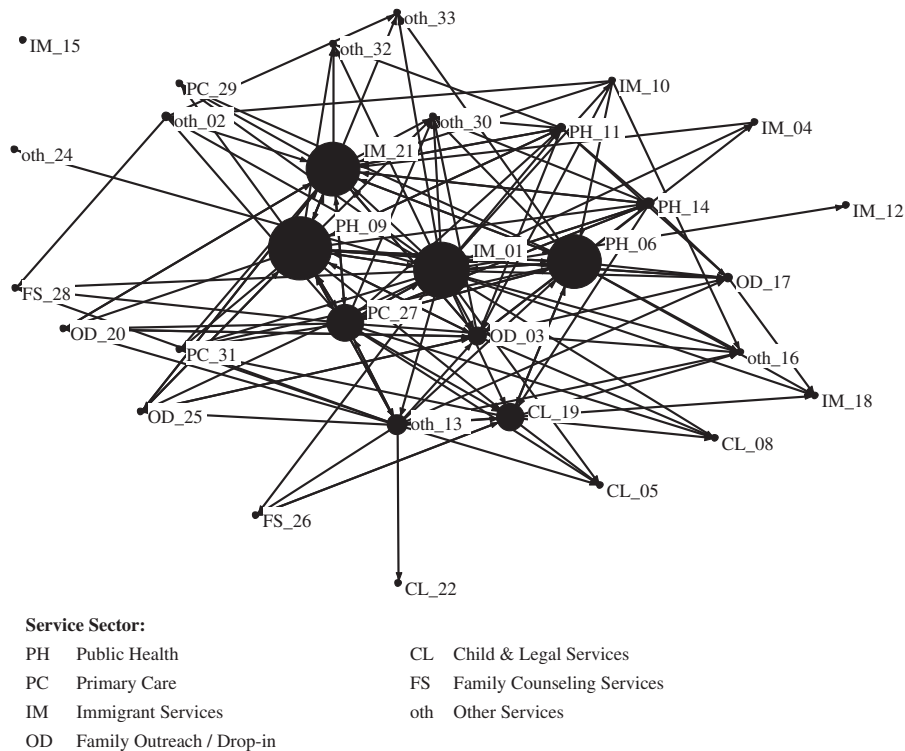 oth_33
IM_15
oth_32
PC_29
IM_10
oth_02
oth_30
PH_11
IM_04
oth_24
IM_21
PH_14
IM_12
PH_09
IM_01
PH_06
FS_28
OD_17
PC_27
OD_20
OD_03
PC_31
oth_16
IM_18
OD_25
oth_13
CL_19
CL_08
CL_05
FS_26
CL_22
Service Sector:
PH Public Health
CL Child & Legal Services
PC Primary Care
FS Family Counseling Services
IM Immigrant Services
oth Other Services
OD Family Outreach / Drop-in